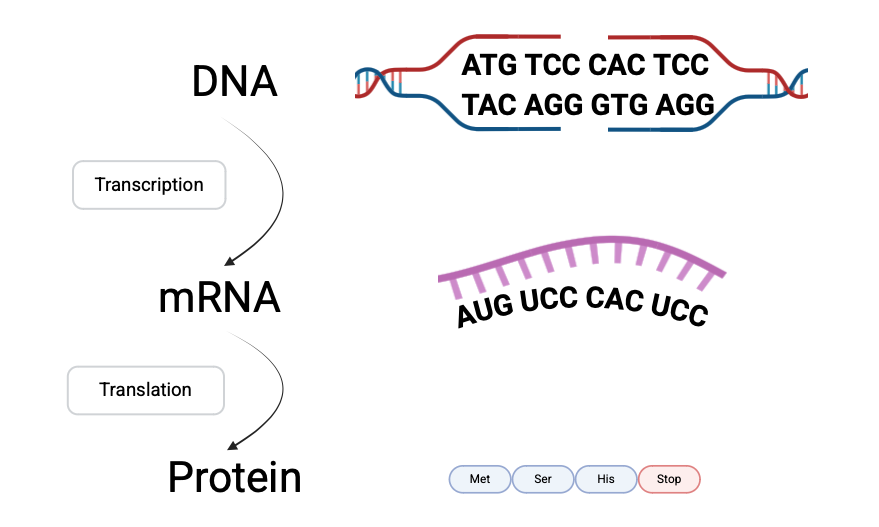 DNA
ATG TCC CAC TCC
TAC AGG GTG AGG
Transcription
mRNA
AUG UCC CAC UCC
Translation
Protein
Met Ser His Stop